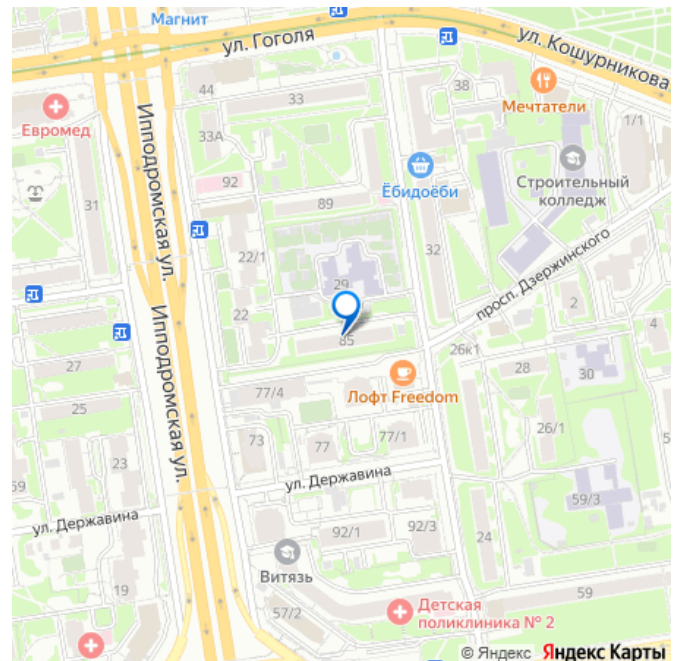 Магнит
ул. Гоголя
ул. Кошурникова
44
33
38
Мечтатели
Евромед
Ипподромская ул.
33А
1/1
92
Ёбидоёби
Строительный
колледж
31
89
22/1
32
29
просп. Дзержинского
2
22
85
26к1
4
Ипподромская ул.
27
28
30
77/4
Лофт Freedom
25
73
77
77/1
26/1
5
23
59
ул. Державина
59/3
ул. Державина
92/1
92/3
24
Витязь
19
57/2
Детская
поликлиника № 2
59
© Яндекс Яндекс Карты